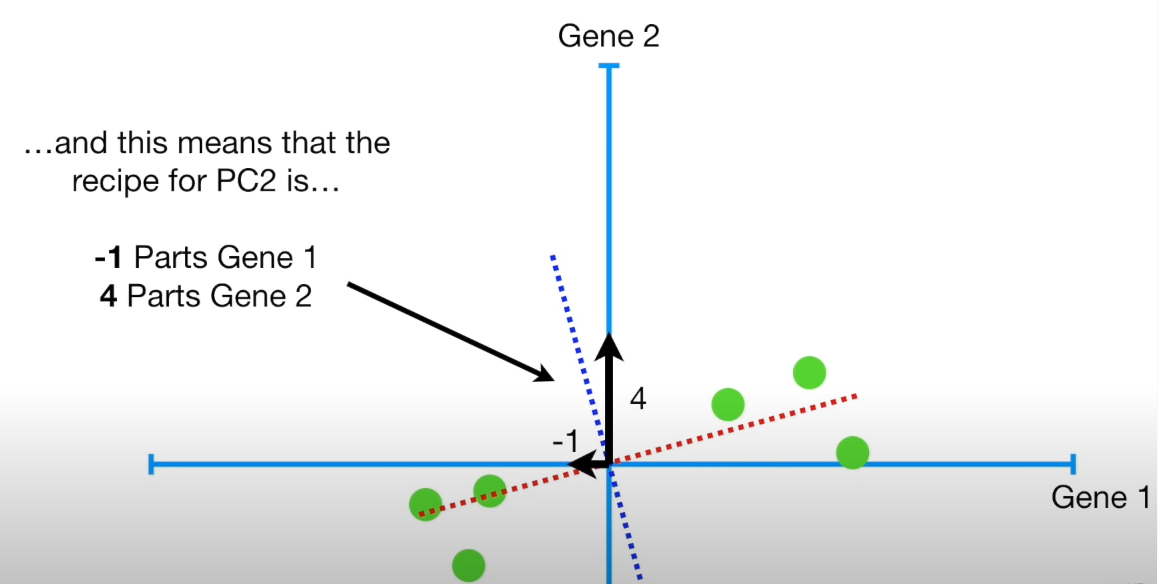 Gene 2
…and this means that the
recipe for PC2 is…
-1 Parts Gene 1
4 Parts Gene 2
4
-1
Gene 1